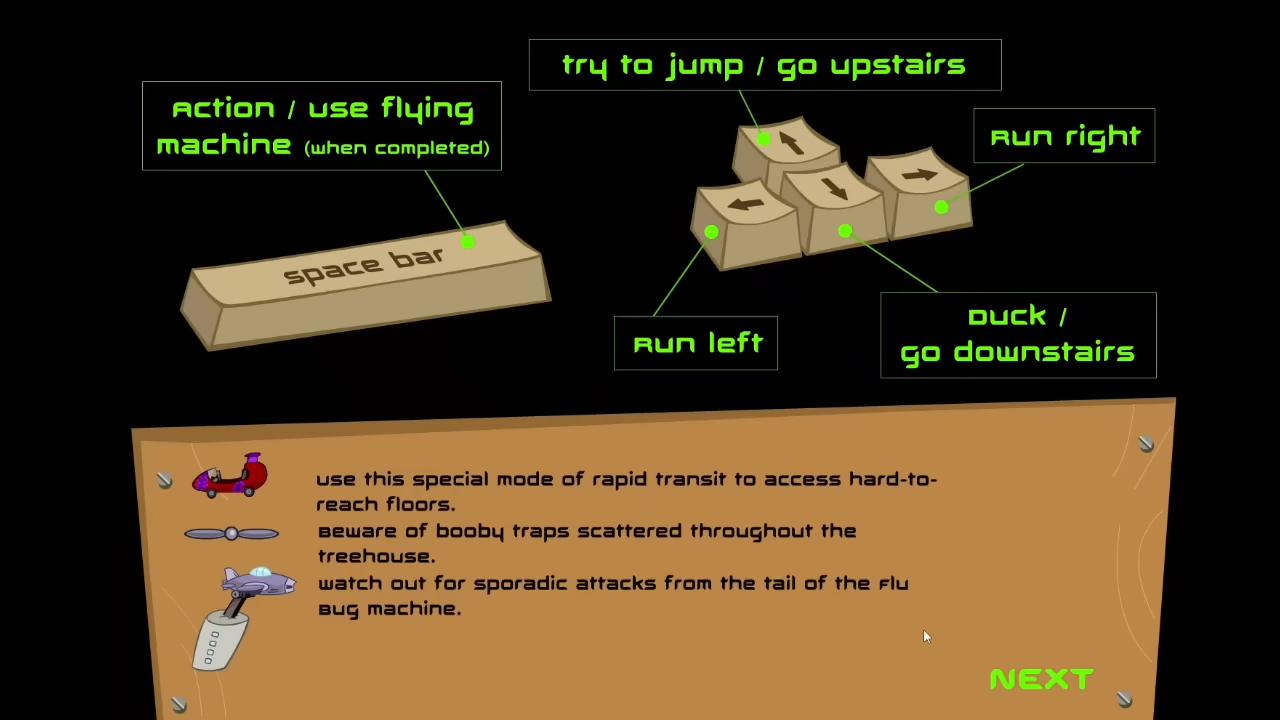 try to jump / go upstairs
Action / use flying
machine (when completed)
Run right
space bar
Run left
Duck /
go downstairs
use this special mode of rapid transit to access hard-to-
reach floors.
Beware of booby traps scattered throughout the
treehouse.
watch out for sporadic attacks from the tail of the Flu
Bug machine.
NEXT